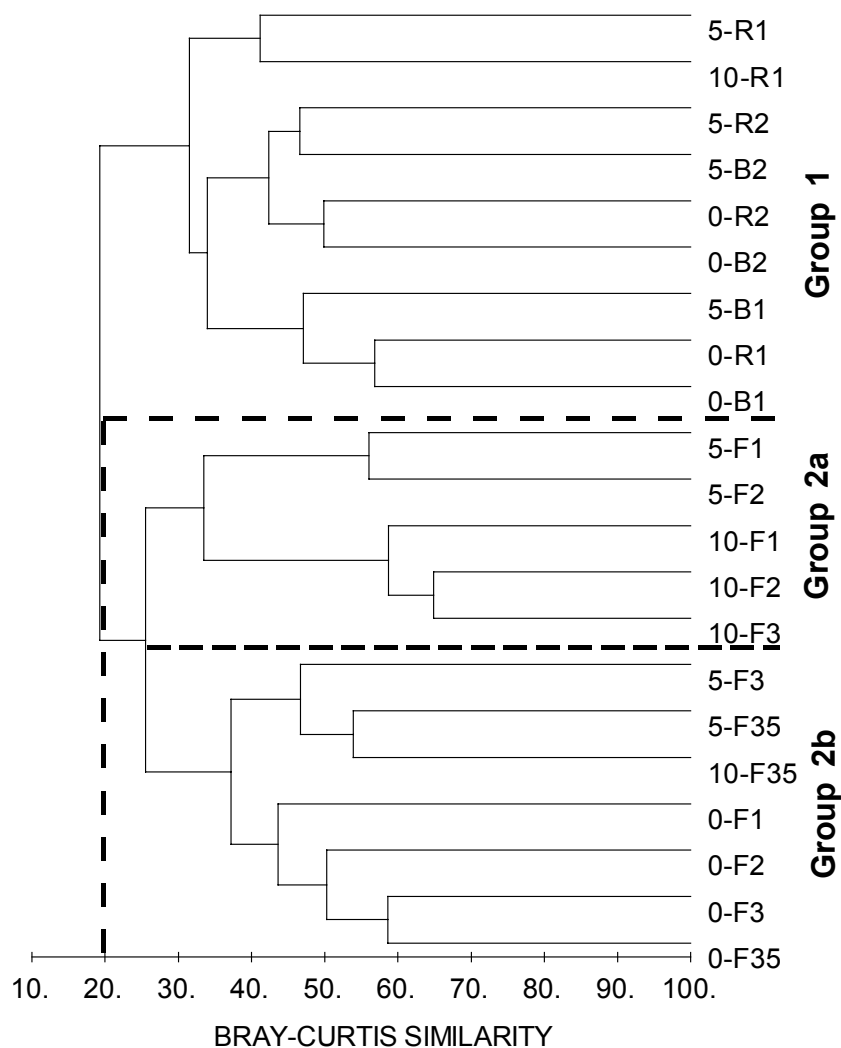 5-R1
10-R1
5-R2
5-B2
0-R2
0-B2
5-B1
0-R1
0-B1
Group 1
5-F1
5-F2
10-F1
10-F2
10-F3
Group 2a
5-F3
5-F35
10-F35
0-F1
0-F2
0-F3
0-F35
Group 2b
10. 20. 30. 40. 50. 60. 70. 80. 90. 100.
BRAY-CURTIS SIMILARITY